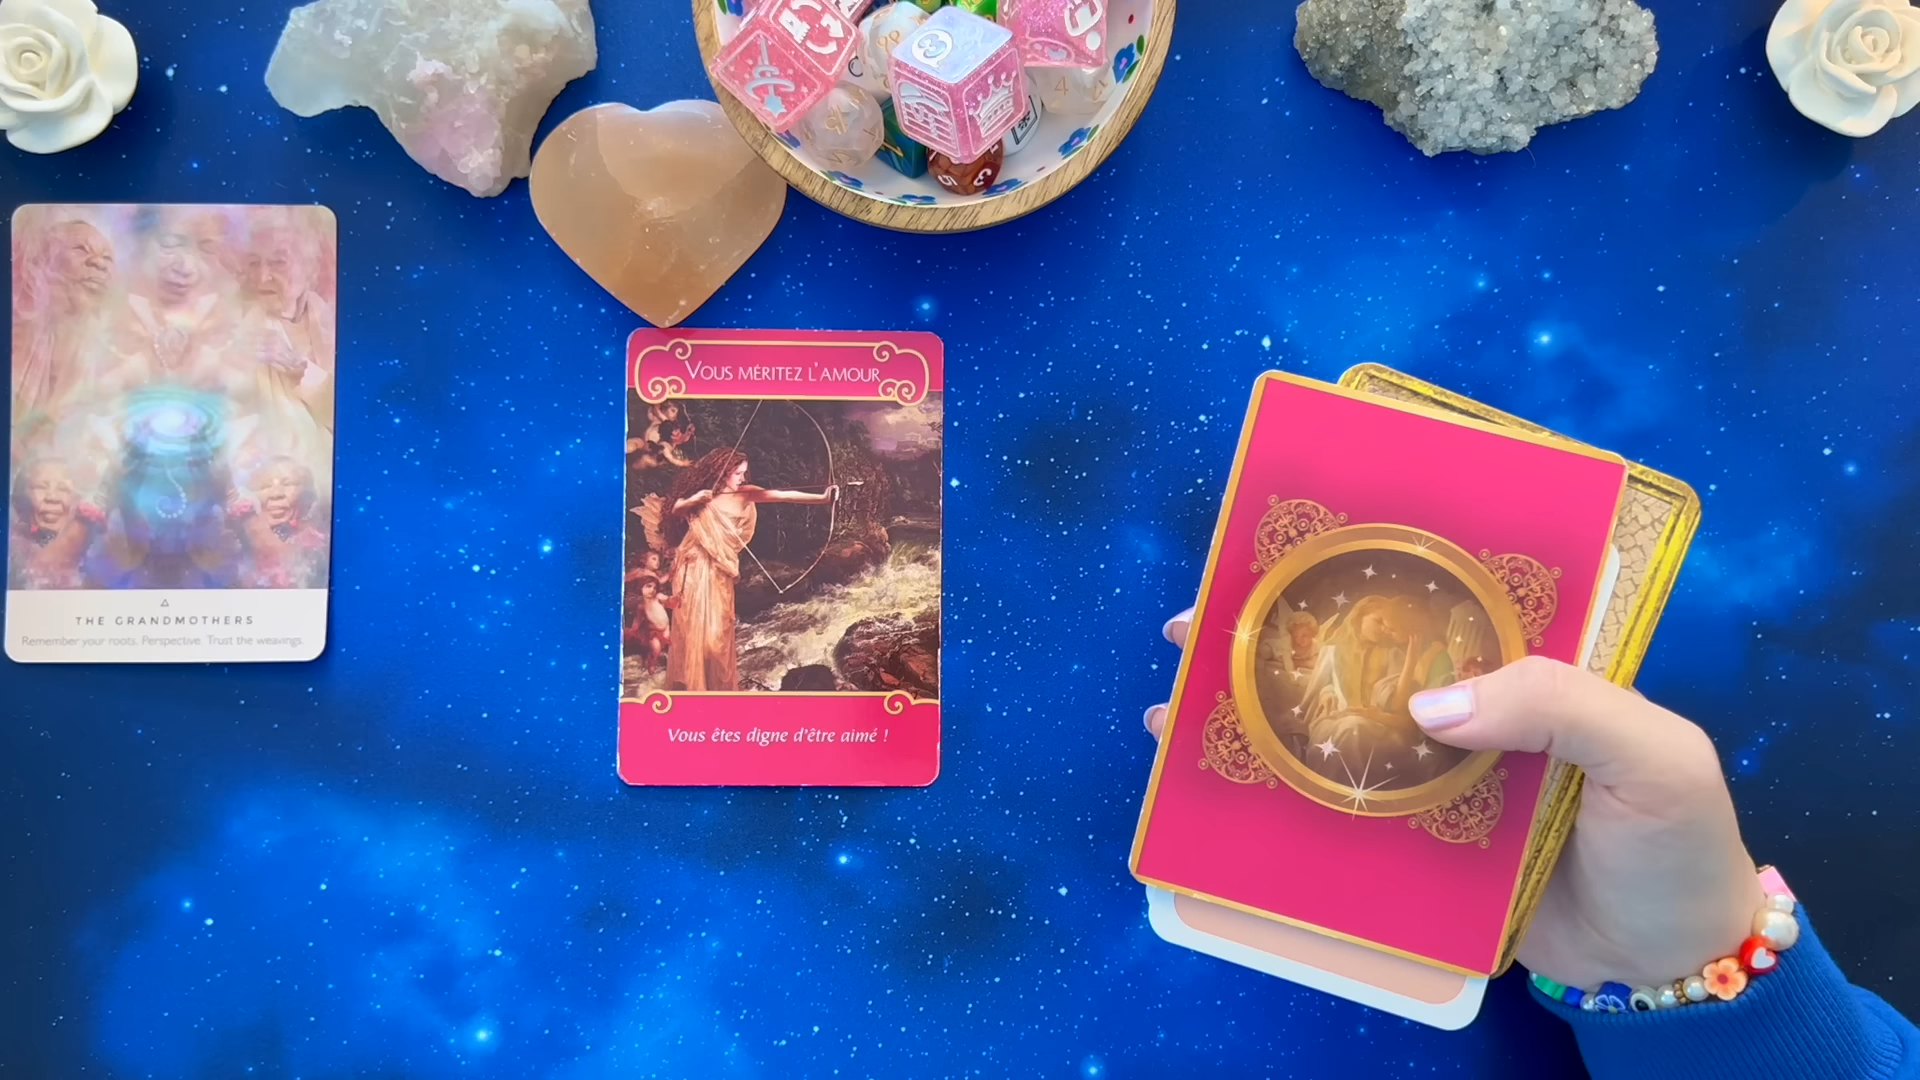 THE GRANDMOTHERS
Remember your roots. Perspective. Trust the weavings.
VOUS MÉRITEZ L'AMOUR
Vous êtes digne d'être aimé !